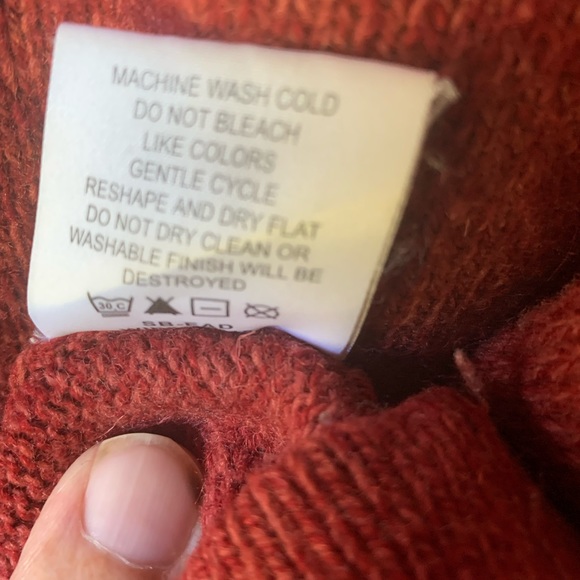 MACHINE WASH COLD
DO NOT BLEACH
LIKE COLORS
GENTLE CYCLE
RESHAPE AND DRY FLAT
DO NOT DRY CLEAN OR
WASHABLE FINISH WILL BE
DESTROYED
30 C